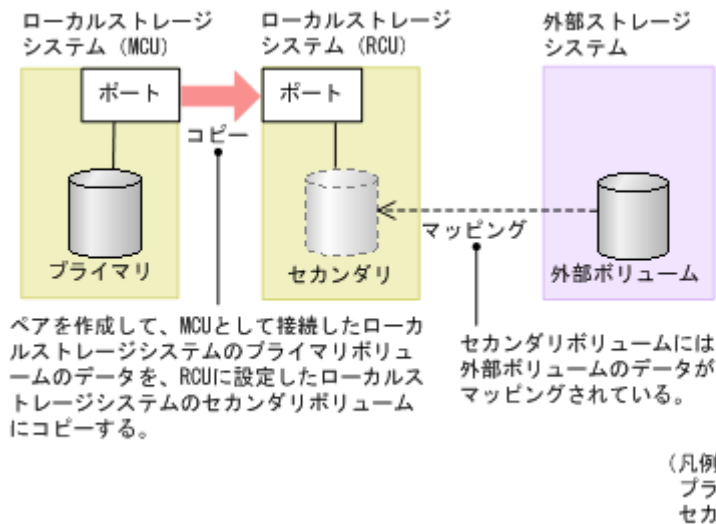 ローカルストレージ
システム (MCU)
ローカルストレージ
システム (RCU)
外部ストレージ
システム
ポート
ポート
コピー
マッピング
プライマリ
セカンダリ
外部ボリューム
ペアを作成して、MCUとして接続したローカ
ルストレージシステムのプライマリボリュ
ームのデータを、RCUに設定したローカルス
トレージシステムのセカンダリボリューム
にコピーする。
セカンダリボリュームには
外部ボリュームのデータが
マッピングされている。
(凡例
プラ
セカ